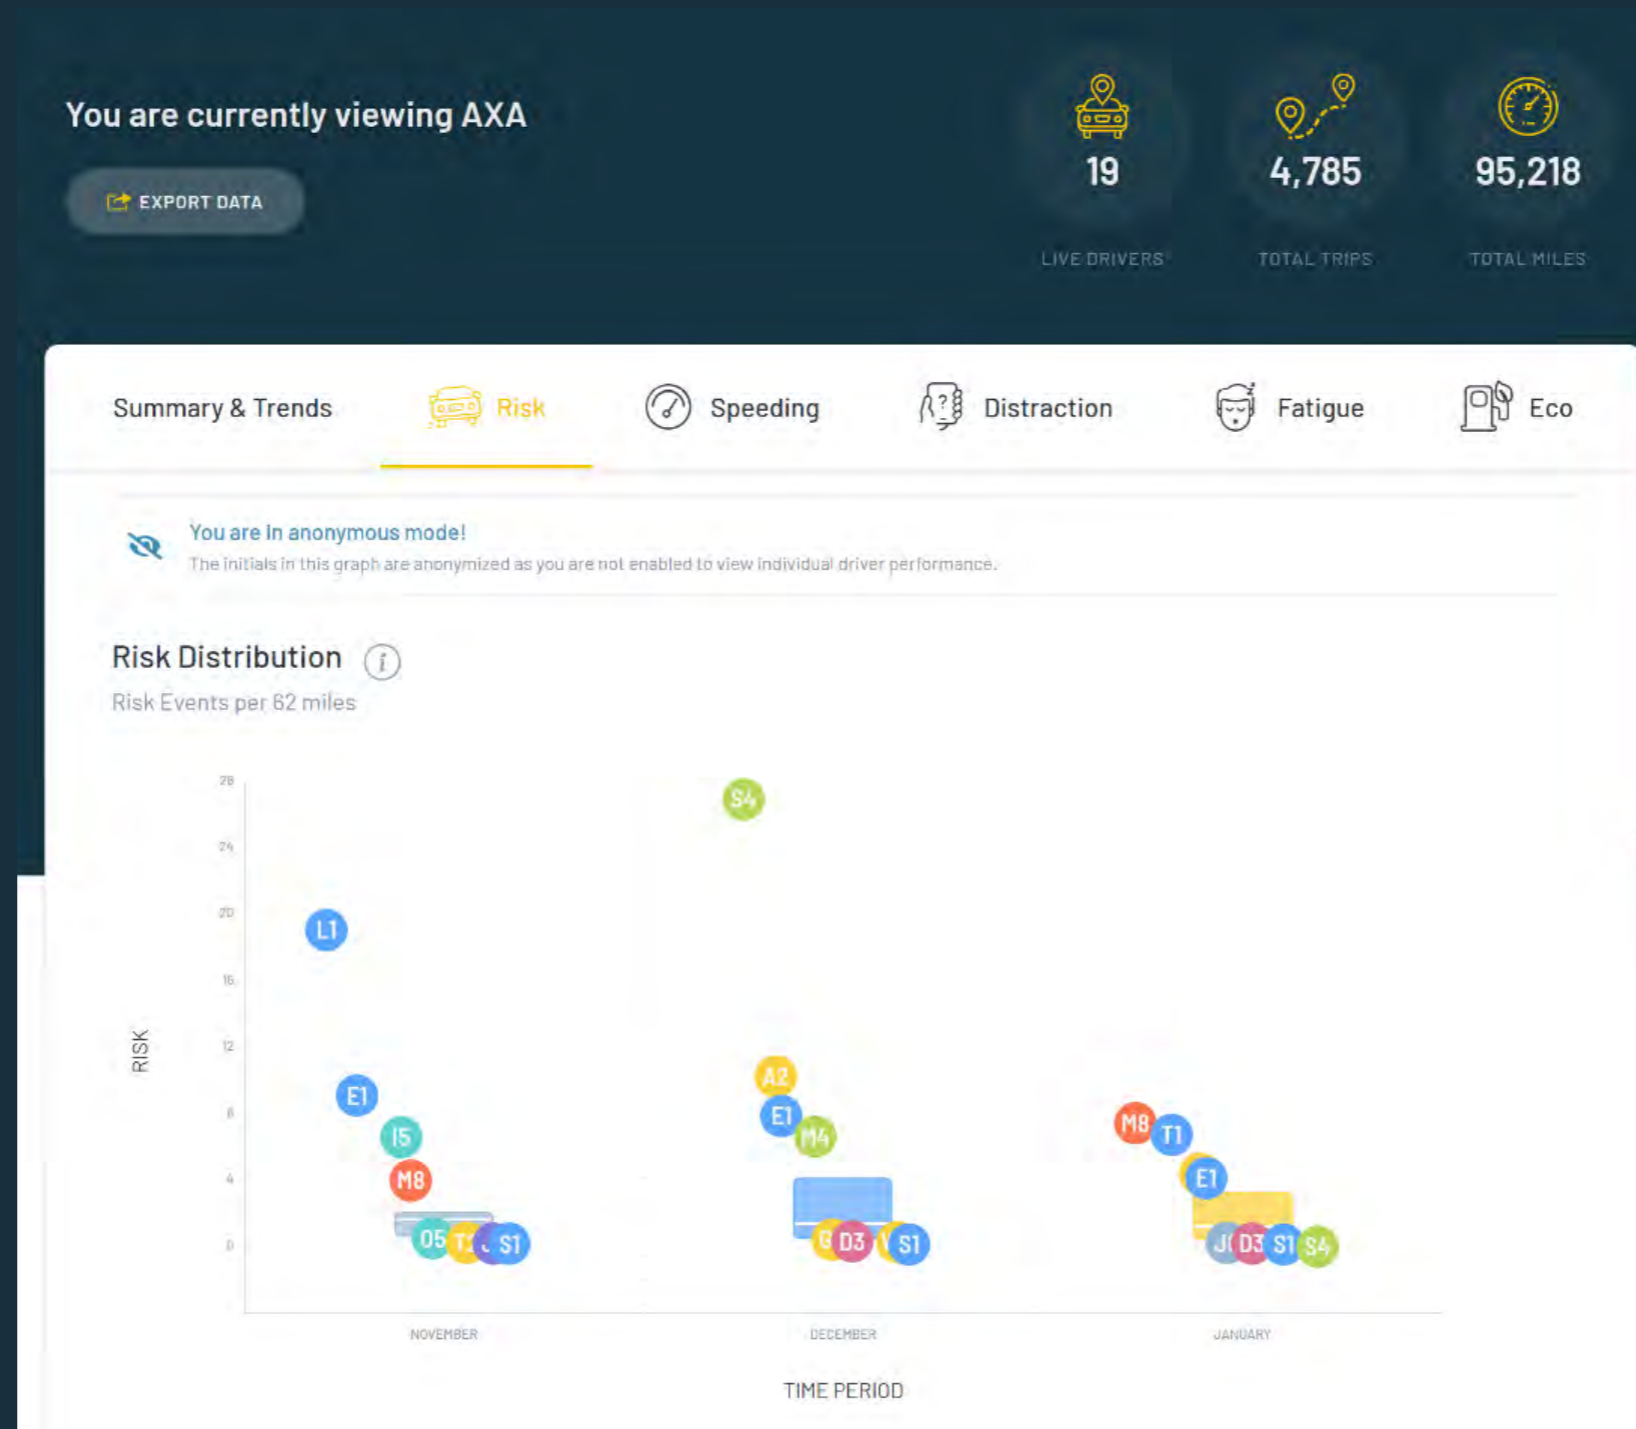 You are currently viewing AXA
EXPORT DATA
19
4,785
95,218
LIVE DRIVERS
TOTAL TRIPS
TOTAL MILES
Summary & Trends
Risk
Speeding
Distraction
Fatigue
Eco
You are in anonymous mode!
The initials in this graph are anonymized as you are not enabled to view individual driver performance.
Risk Distribution i
Risk Events per 62 miles
28
24
20
16
12
8
4
0
RISK
L1
E1
I5
M8
O5
S1
S4
A2
E1
M4
G
D3
S1
M8
T1
E1
D3
S1
S4
NOVEMBER
DECEMBER
JANUARY
TIME PERIOD